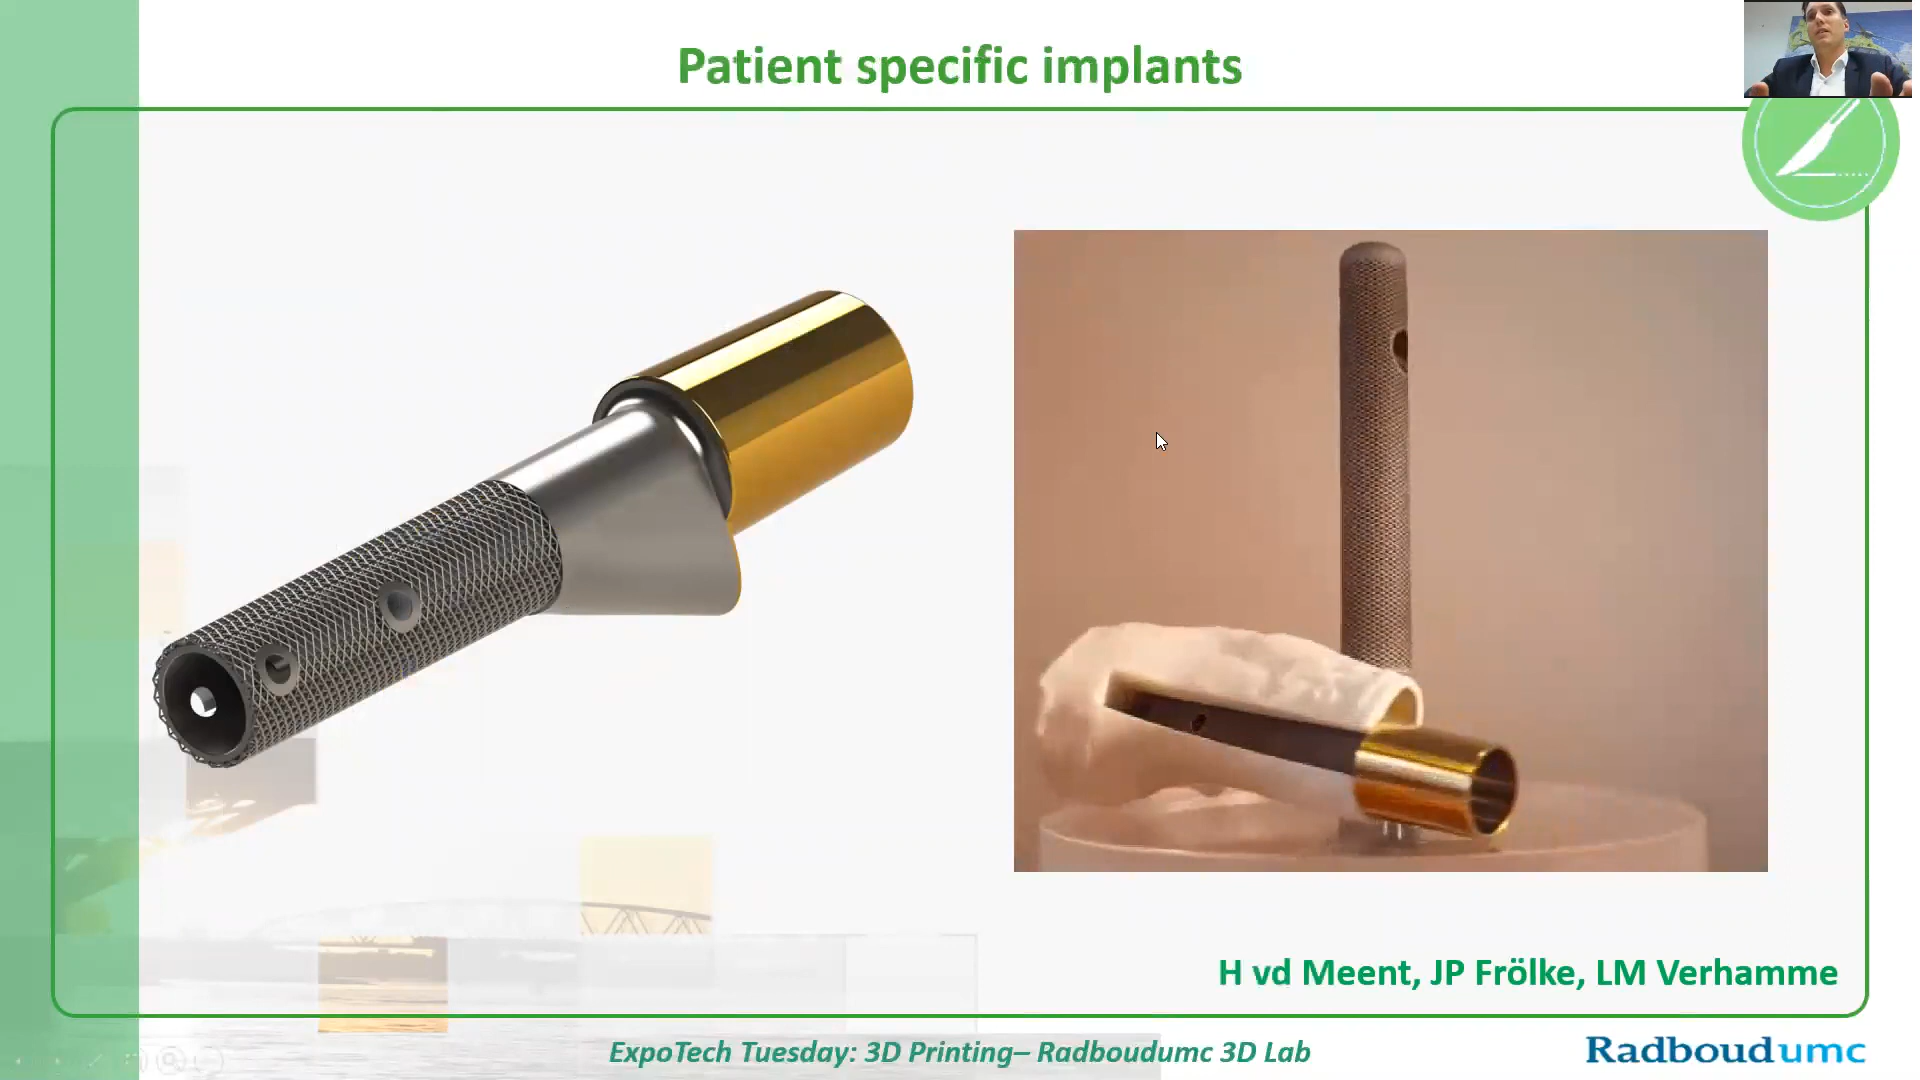 Patient specific implants
H vd Meent, JP Frölke, LM Verhamme
ExpoTech Tuesday: 3D Printing– Radboudumc 3D Lab
Radboudumc